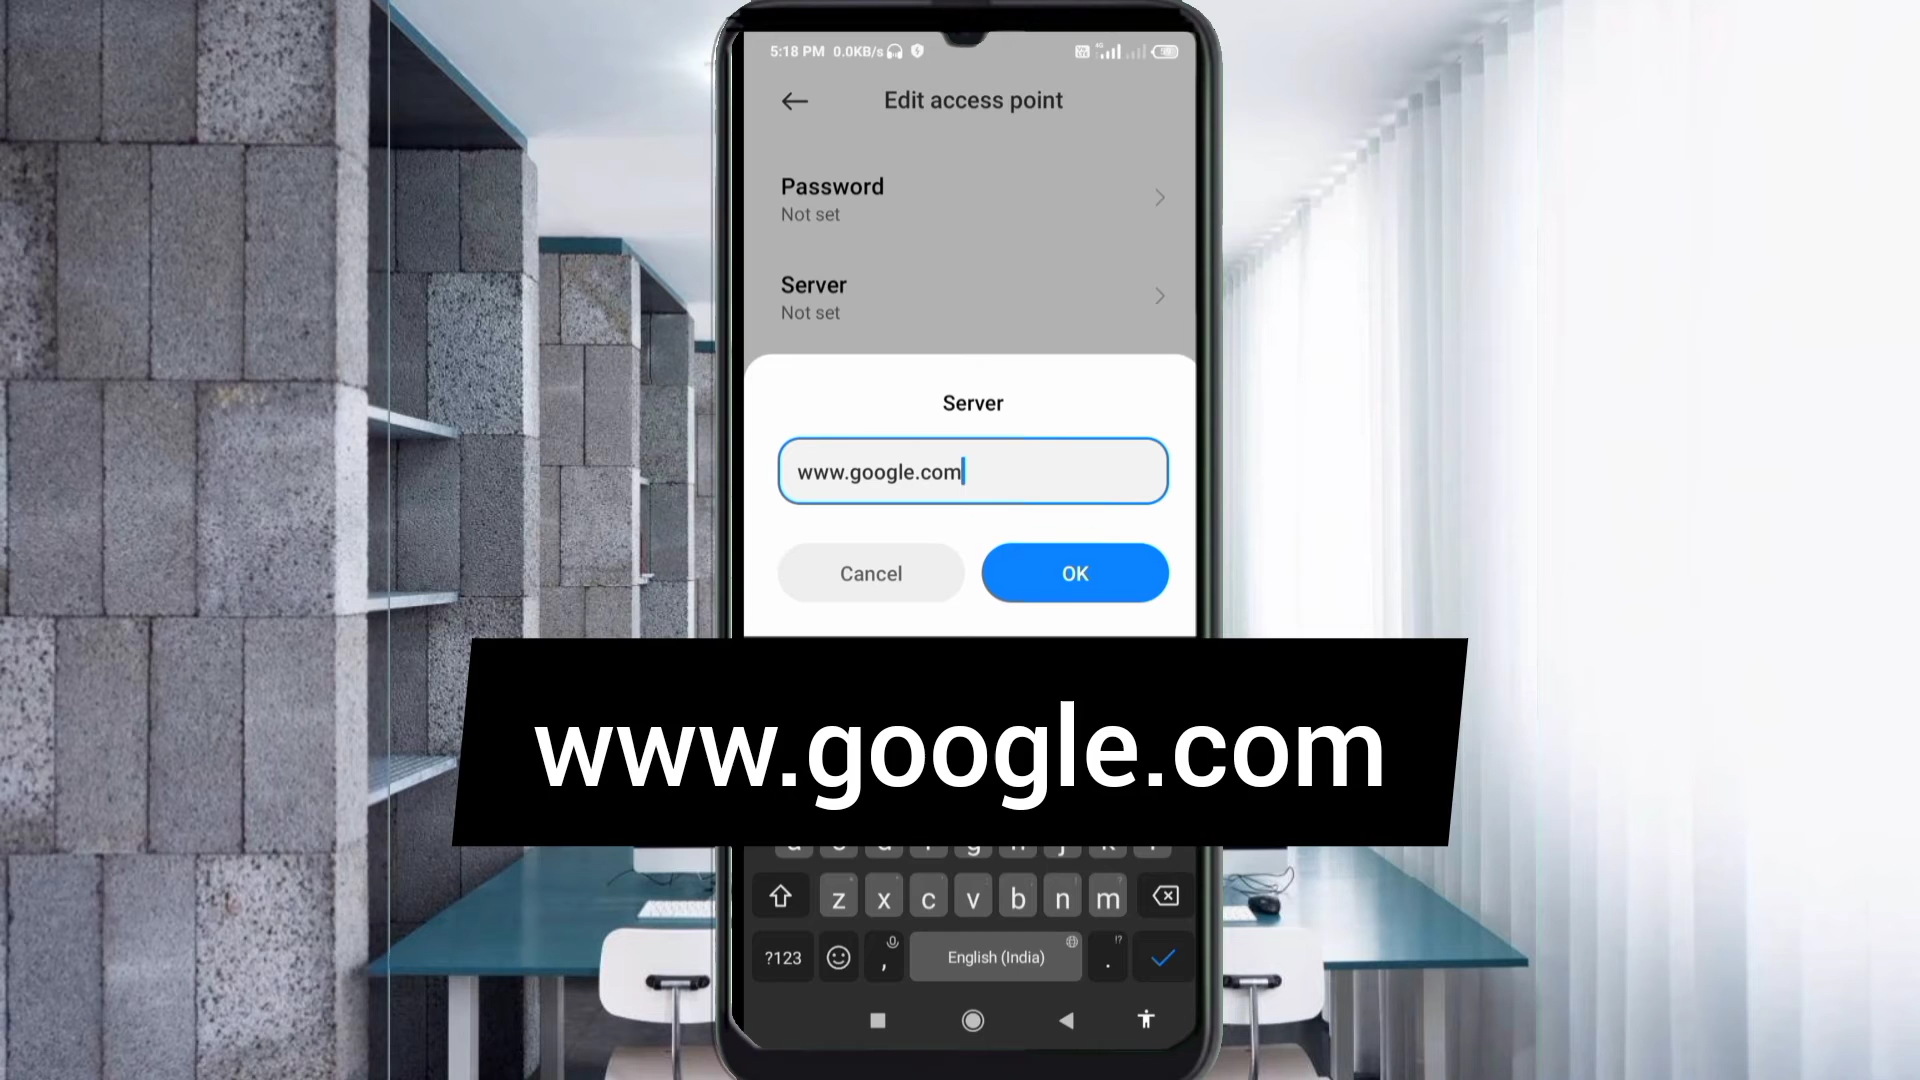 5:18 PM 0.0KB/s
4G
Edit access point
Password
Not set
Server
Not set
Server
www.google.com
Cancel
OK
www.google.com
z x c v b n m
?123 , English (India) . !?